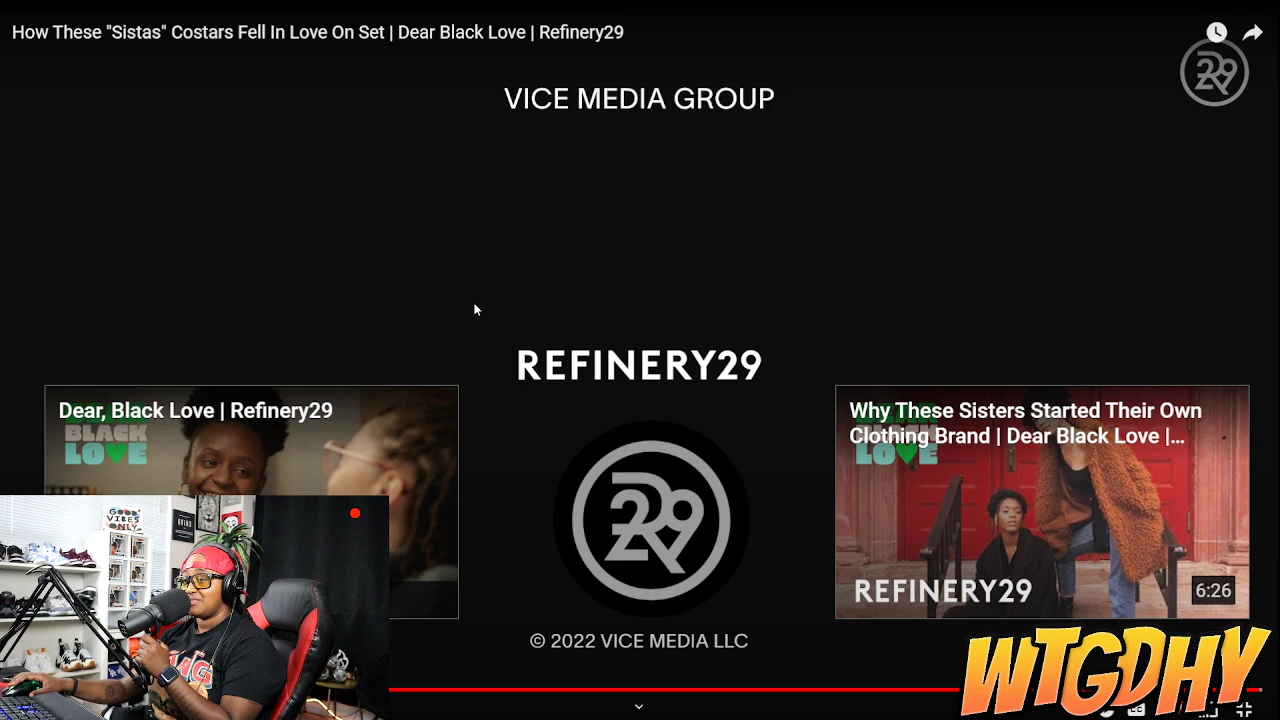 How These "Sistas" Costars Fell In Love On Set | Dear Black Love | Refinery29
VICE MEDIA GROUP
REFINERY29
Dear, Black Love | Refinery29
BLACK
LOVE
Why These Sisters Started Their Own
Clothing Brand | Dear Black Love |...
LOVE
REFINERY29
6:26
R29
© 2022 VICE MEDIA LLC
GOOD
VIBES
ONLY
WTGDHY